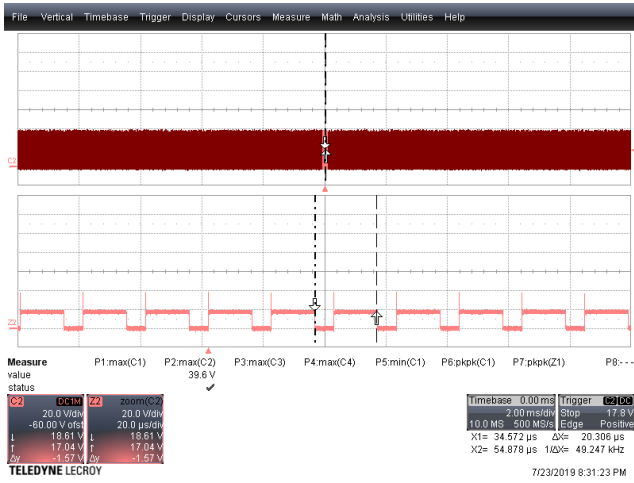 File Vertical Timebase Trigger Display Cursors Measure Math Analysis Utilities Help
C2
Z2
Measure P1:max(C1) P2:max(C2) P3:max(C3) P4:max(C4) P5:min(C1) P6:pkpk(C1) P7:pkpk(Z1) P8:- - -
value 39.6 V
status
C2 DC1M
20.0 V/div
-60.00 V ofst
↓ 18.61 V
↑ 17.04 V
Δy -1.57 V
Z2 zoom(C2)
20.0 V/div
20.0 µs/div
↓ 18.61 V
↑ 17.04 V
Δy -1.57 V
Timebase 0.00 ms
2.00 ms/div
10.0 MS 500 MS/s
Trigger C2 DC
Stop 17.8 V
Edge Positive
X1= 34.572 µs ΔX= 20.306 µs
X2= 54.878 µs 1/ΔX= 49.247 kHz
TELEDYNE LECROY
7/23/2019 8:31:23 PM